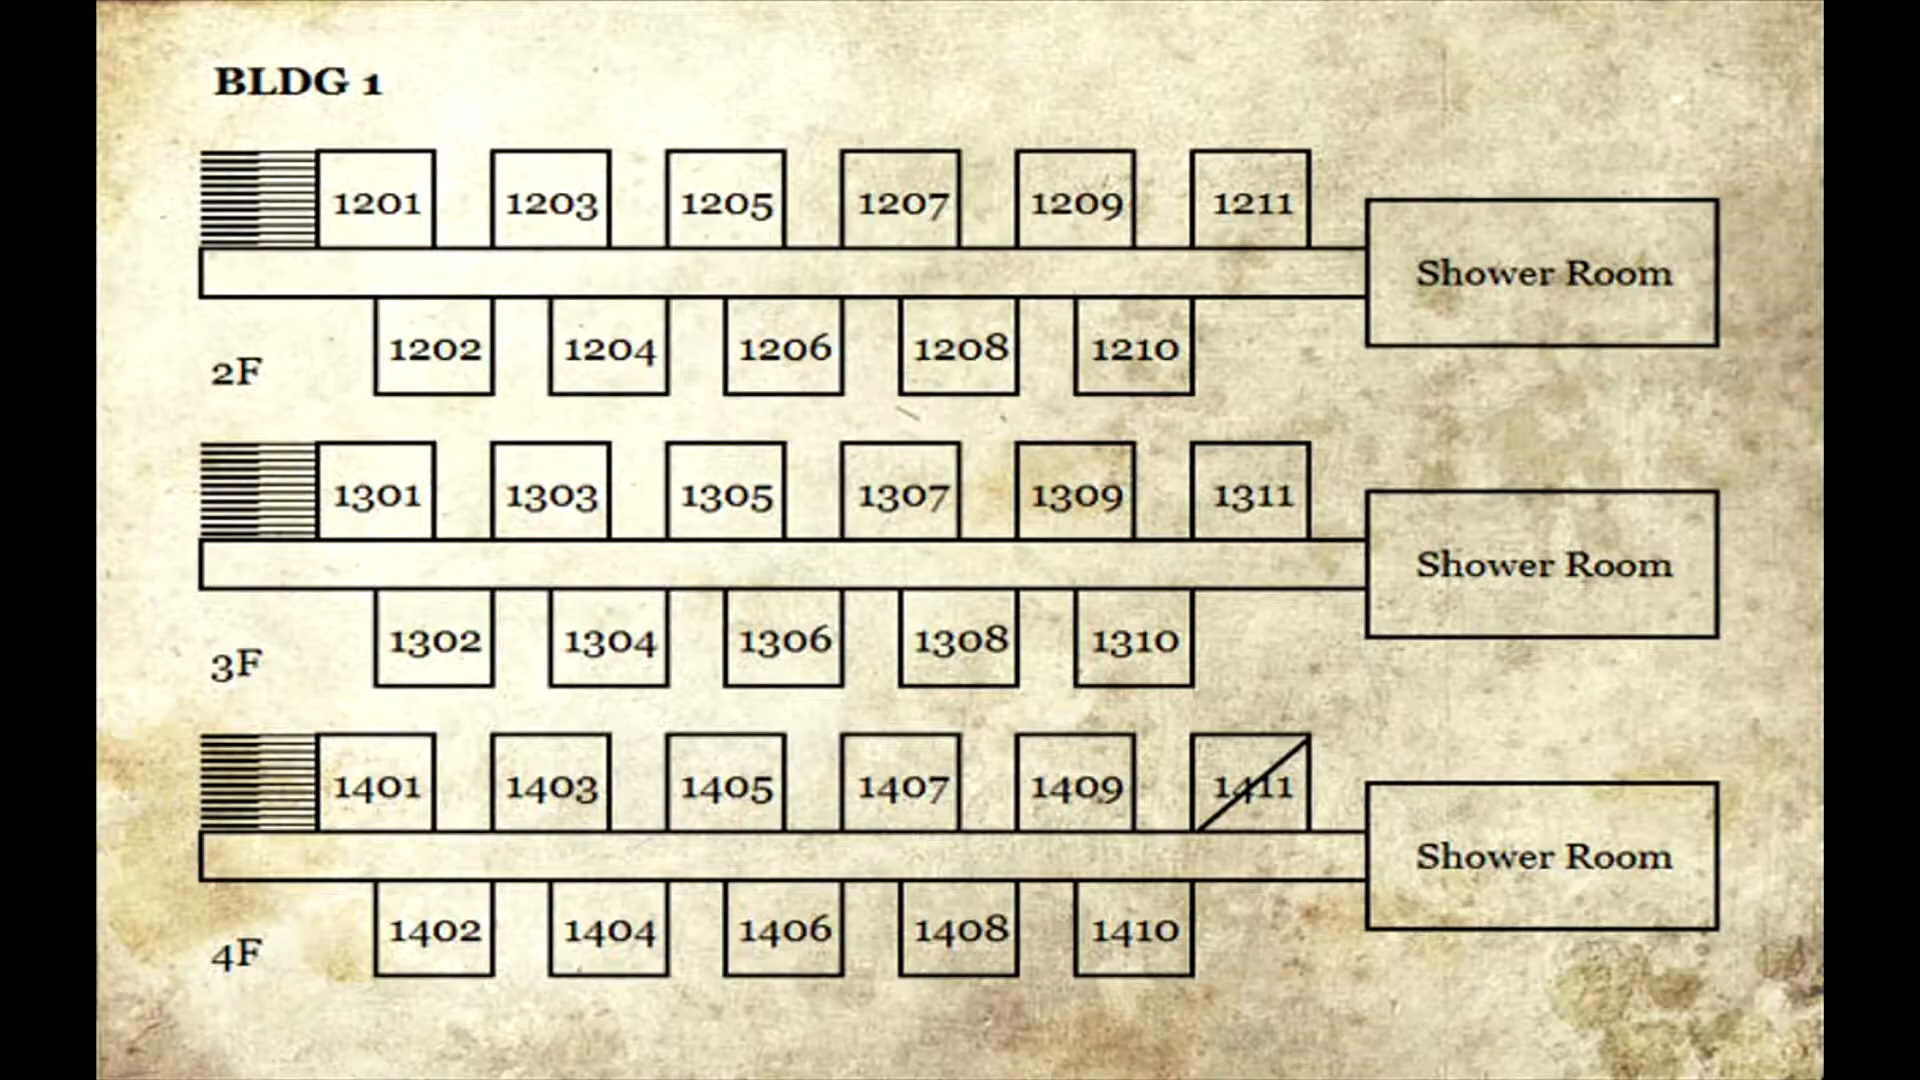 BLDG 1
1201 1203 1205 1207 1209 1211
Shower Room
1202 1204 1206 1208 1210
2F
1301 1303 1305 1307 1309 1311
Shower Room
1302 1304 1306 1308 1310
3F
1401 1403 1405 1407 1409 1411
Shower Room
1402 1404 1406 1408 1410
4F